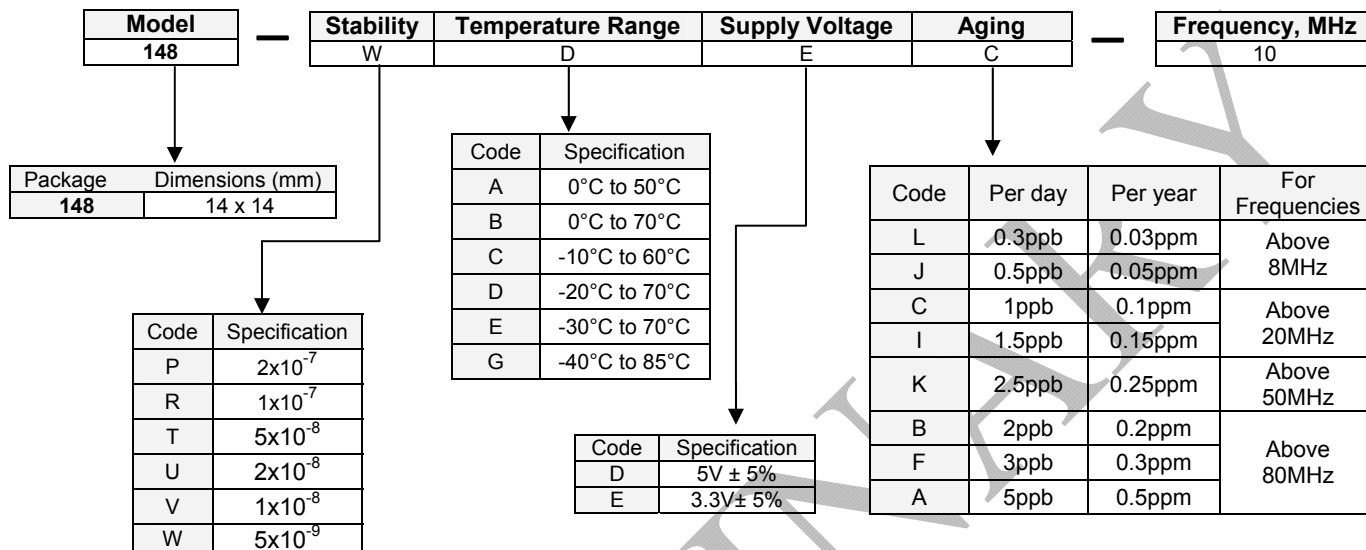 Model — Stability Temperature Range Supply Voltage Aging — Frequency, MHz
148 W D E C 10
Package Dimensions (mm)
148 14 x 14
Code Specification
P 2x10⁻⁷
R 1x10⁻⁷
T 5x10⁻⁸
U 2x10⁻⁸
V 1x10⁻⁸
W 5x10⁻⁹
Code Specification
A 0°C to 50°C
B 0°C to 70°C
C -10°C to 60°C
D -20°C to 70°C
E -30°C to 70°C
G -40°C to 85°C
Code Specification
D 5V ± 5%
E 3.3V± 5%
Code Per day Per year For Frequencies
L 0.3ppb 0.03ppm Above 8MHz
J 0.5ppb 0.05ppm
C 1ppb 0.1ppm Above 20MHz
I 1.5ppb 0.15ppm
K 2.5ppb 0.25ppm Above 50MHz
B 2ppb 0.2ppm Above 80MHz
F 3ppb 0.3ppm
A 5ppb 0.5ppm